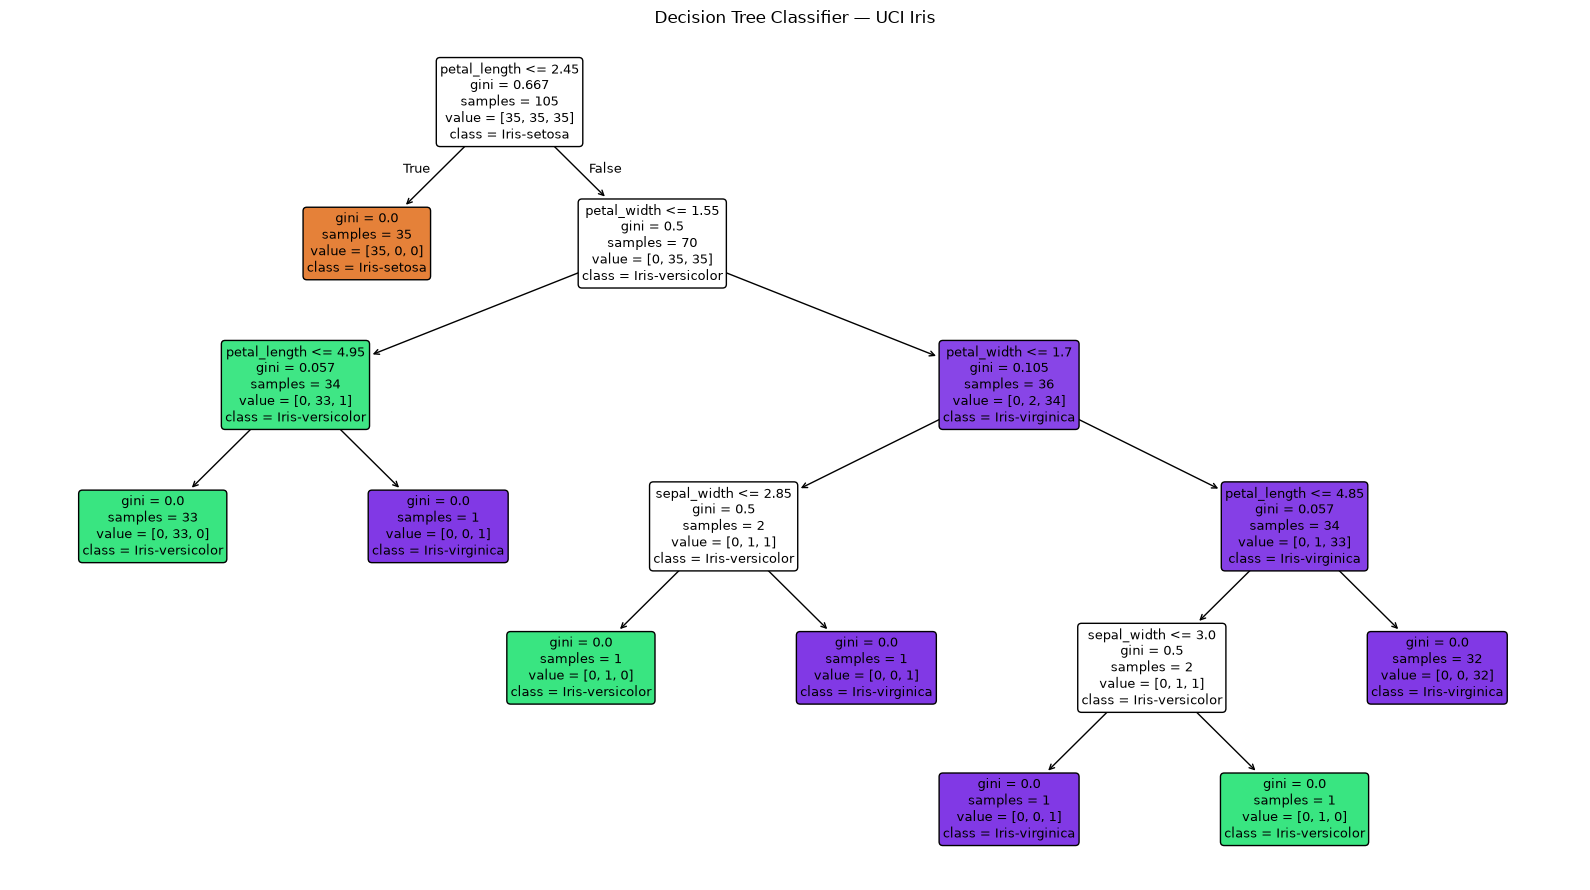 Decision Tree Classifier — UCI Iris
petal_length <= 2.45
gini = 0.667
samples = 105
value = [35, 35, 35]
class = Iris-setosa
True
False
gini = 0.0
samples = 35
value = [35, 0, 0]
class = Iris-setosa
petal_width <= 1.55
gini = 0.5
samples = 70
value = [0, 35, 35]
class = Iris-versicolor
petal_length <= 4.95
gini = 0.057
samples = 34
value = [0, 33, 1]
class = Iris-versicolor
petal_width <= 1.7
gini = 0.105
samples = 36
value = [0, 2, 34]
class = Iris-virginica
gini = 0.0
samples = 33
value = [0, 33, 0]
class = Iris-versicolor
gini = 0.0
samples = 1
value = [0, 0, 1]
class = Iris-virginica
sepal_width <= 2.85
gini = 0.5
samples = 2
value = [0, 1, 1]
class = Iris-versicolor
petal_length <= 4.85
gini = 0.057
samples = 34
value = [0, 1, 33]
class = Iris-virginica
gini = 0.0
samples = 1
value = [0, 1, 0]
class = Iris-versicolor
gini = 0.0
samples = 1
value = [0, 0, 1]
class = Iris-virginica
sepal_width <= 3.0
gini = 0.5
samples = 2
value = [0, 1, 1]
class = Iris-versicolor
gini = 0.0
samples = 32
value = [0, 0, 32]
class = Iris-virginica
gini = 0.0
samples = 1
value = [0, 0, 1]
class = Iris-virginica
gini = 0.0
samples = 1
value = [0, 1, 0]
class = Iris-versicolor